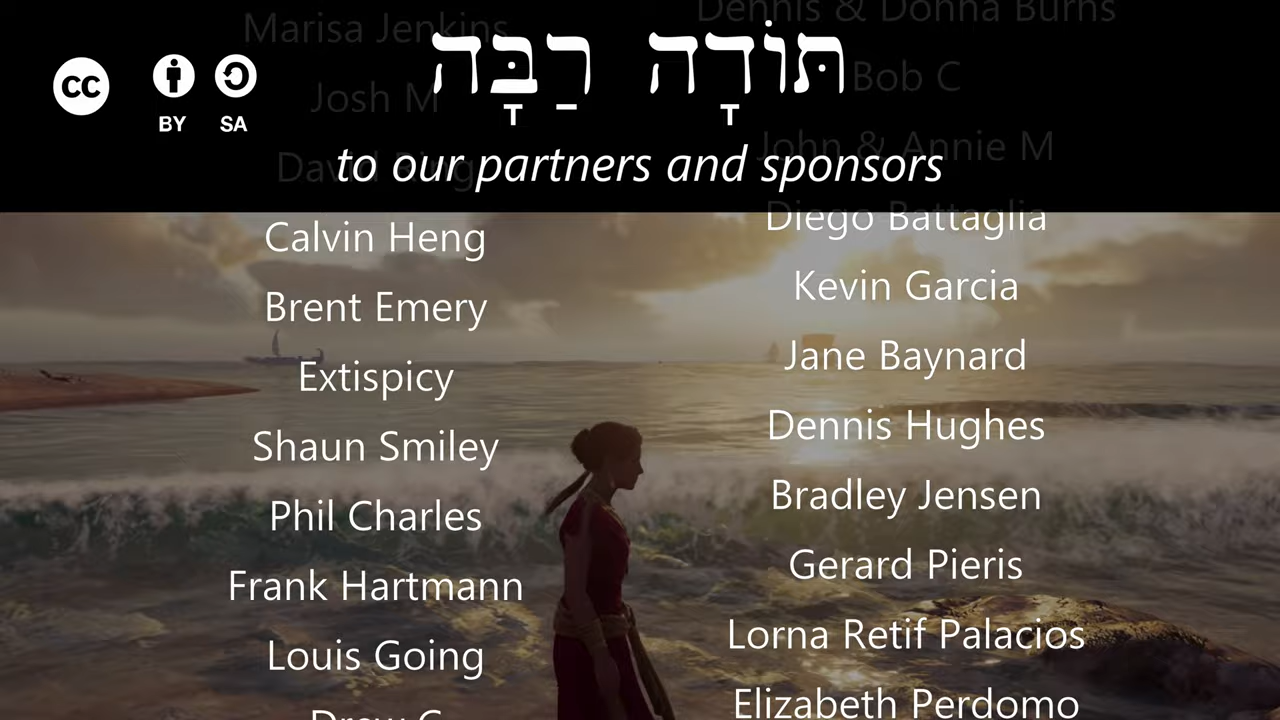 Marisa Jenkins
Dennis & Donna Burns
תּוֹדָה רַבָּה
CC
BY SA
Josh M
Bob C
John & Annie M
to our partners and sponsors
David
Diego Battaglia
Calvin Heng
Kevin Garcia
Brent Emery
Jane Baynard
Extispicy
Dennis Hughes
Shaun Smiley
Bradley Jensen
Phil Charles
Gerard Pieris
Frank Hartmann
Lorna Retif Palacios
Louis Going
Elizabeth Perdomo